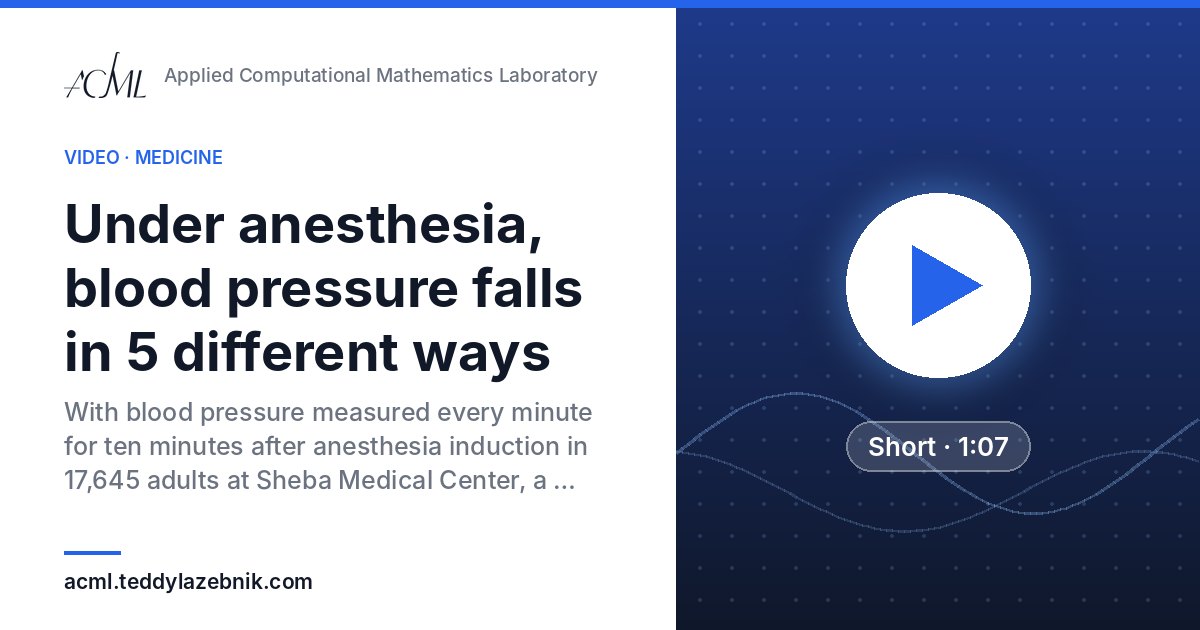 ACML Applied Computational Mathematics Laboratory
VIDEO · MEDICINE
Under anesthesia,
blood pressure falls
in 5 different ways
With blood pressure measured every minute
for ten minutes after anesthesia induction in
17,645 adults at Sheba Medical Center, a ...
Short · 1:07
acml.teddylazebnik.com